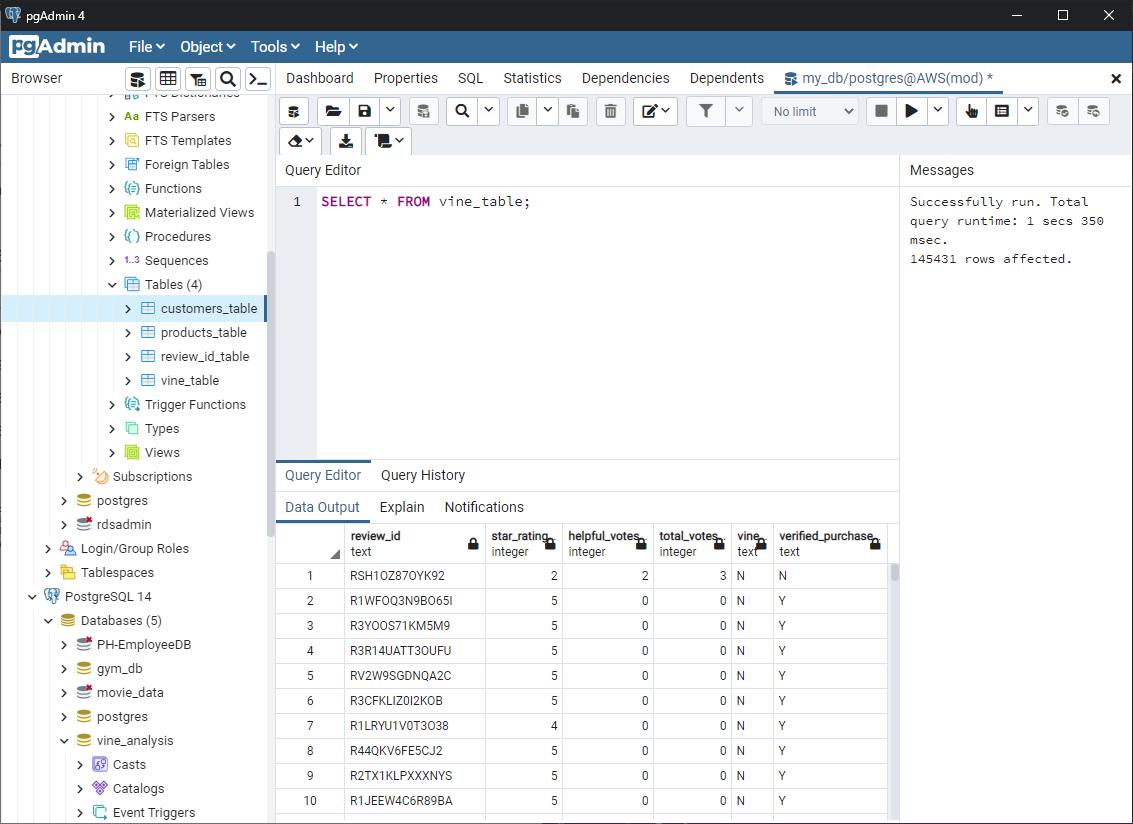 pgAdmin 4
pgAdmin File Object Tools Help
Browser
Dashboard Properties SQL Statistics Dependencies Dependents my_db/postgres@AWS(mod) *
No limit
FTS Dictionaries
Aa FTS Parsers
FTS Templates
Foreign Tables
Functions
Materialized Views
Procedures
1..3 Sequences
Tables (4)
customers_table
products_table
review_id_table
vine_table
Trigger Functions
Types
Views
Subscriptions
postgres
rdsadmin
Login/Group Roles
Tablespaces
PostgreSQL 14
Databases (5)
PH-EmployeeDB
gym_db
movie_data
postgres
vine_analysis
Casts
Catalogs
Event Triggers
Query Editor
1 SELECT * FROM vine_table;
Messages
Successfully run. Total
query runtime: 1 secs 350
msec.
145431 rows affected.
Query Editor Query History
Data Output Explain Notifications
review_id star_rating helpful_votes total_votes vine verified_purchase
text integer integer integer text text
1 RSH1OZ87OYK92 2 2 3 N N
2 R1WFOQ3N9BO65I 5 0 0 N Y
3 R3YOOS71KM5M9 5 0 0 N Y
4 R3R14UATT3OUFU 5 0 0 N Y
5 RV2W9SGDNQA2C 5 0 0 N Y
6 R3CFKLIZ0I2KOB 5 0 0 N Y
7 R1LRYU1V0T3O38 4 0 0 N Y
8 R44QKV6FE5CJ2 5 0 0 N Y
9 R2TX1KLPXXXNYS 5 0 0 N Y
10 R1JEEW4C6R89BA 5 0 0 N Y